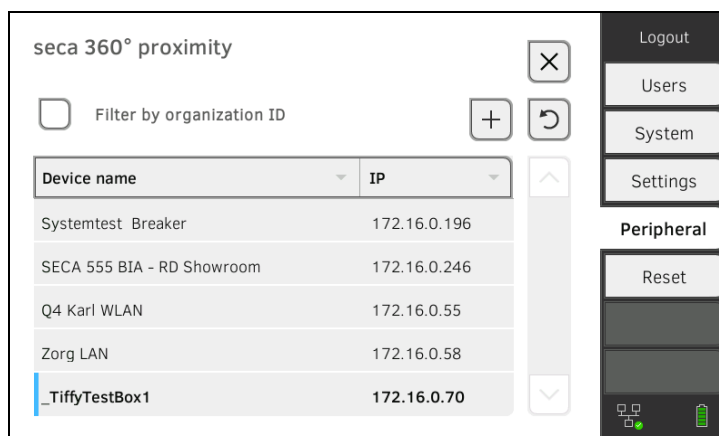 seca 360° proximity
Filter by organization ID
Device name IP
Systemtest Breaker 172.16.0.196
SECA 555 BIA - RD Showroom 172.16.0.246
Q4 Karl WLAN 172.16.0.55
Zorg LAN 172.16.0.58
_TiffyTestBox1 172.16.0.70
Logout
Users
System
Settings
Peripheral
Reset